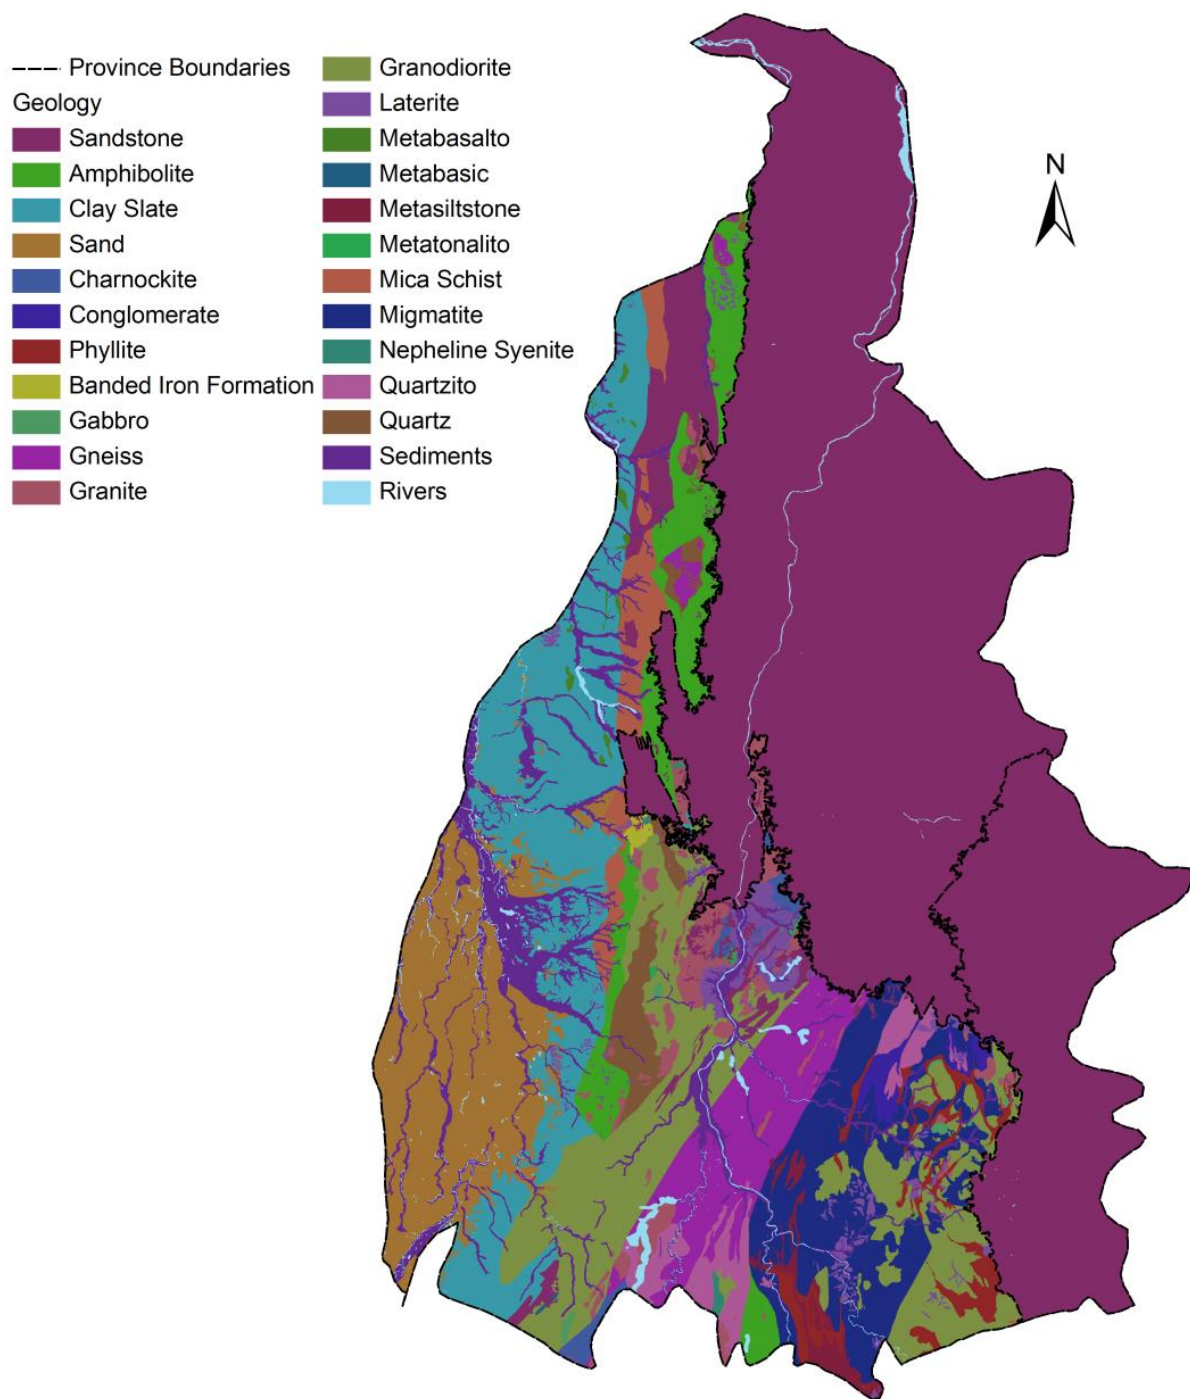 Province Boundaries
Geology
Sandstone
Amphibolite
Clay Slate
Sand
Charnockite
Conglomerate
Phyllite
Banded Iron Formation
Gabbro
Gneiss
Granite
Granodiorite
Laterite
Metabasalto
Metabasic
Metasiltstone
Metatonalito
Mica Schist
Migmatite
Nepheline Syenite
Quartzito
Quartz
Sediments
Rivers
N